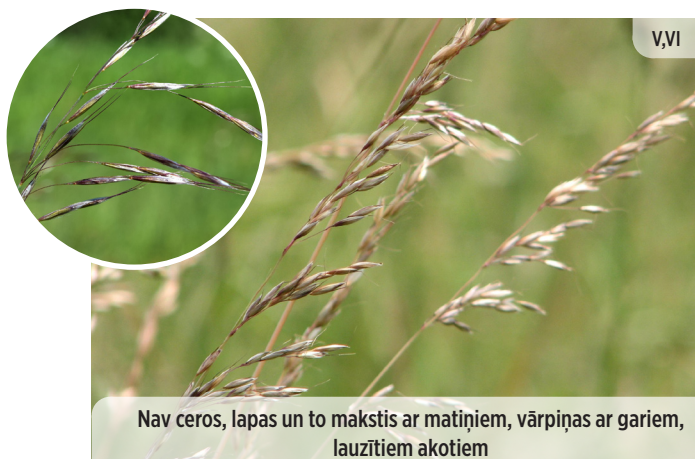 V,VI
Nav ceros, lapas un to makstis ar matiņiem, vārpiņas ar gariem,
lauzītiem akotiem